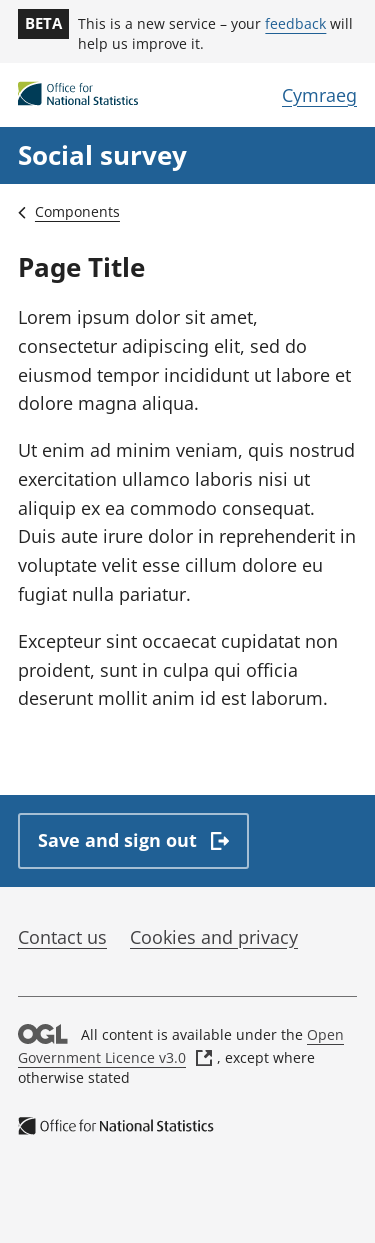 BETA This is a new service – your feedback will
help us improve it.
Office for
National Statistics
Cymraeg
Social survey
Components
Page Title
Lorem ipsum dolor sit amet,
consectetur adipiscing elit, sed do
eiusmod tempor incididunt ut labore et
dolore magna aliqua.
Ut enim ad minim veniam, quis nostrud
exercitation ullamco laboris nisi ut
aliquip ex ea commodo consequat.
Duis aute irure dolor in reprehenderit in
voluptate velit esse cillum dolore eu
fugiat nulla pariatur.
Excepteur sint occaecat cupidatat non
proident, sunt in culpa qui officia
deserunt mollit anim id est laborum.
Save and sign out
Contact us Cookies and privacy
OGL All content is available under the Open
Government Licence v3.0 , except where
otherwise stated
Office for National Statistics